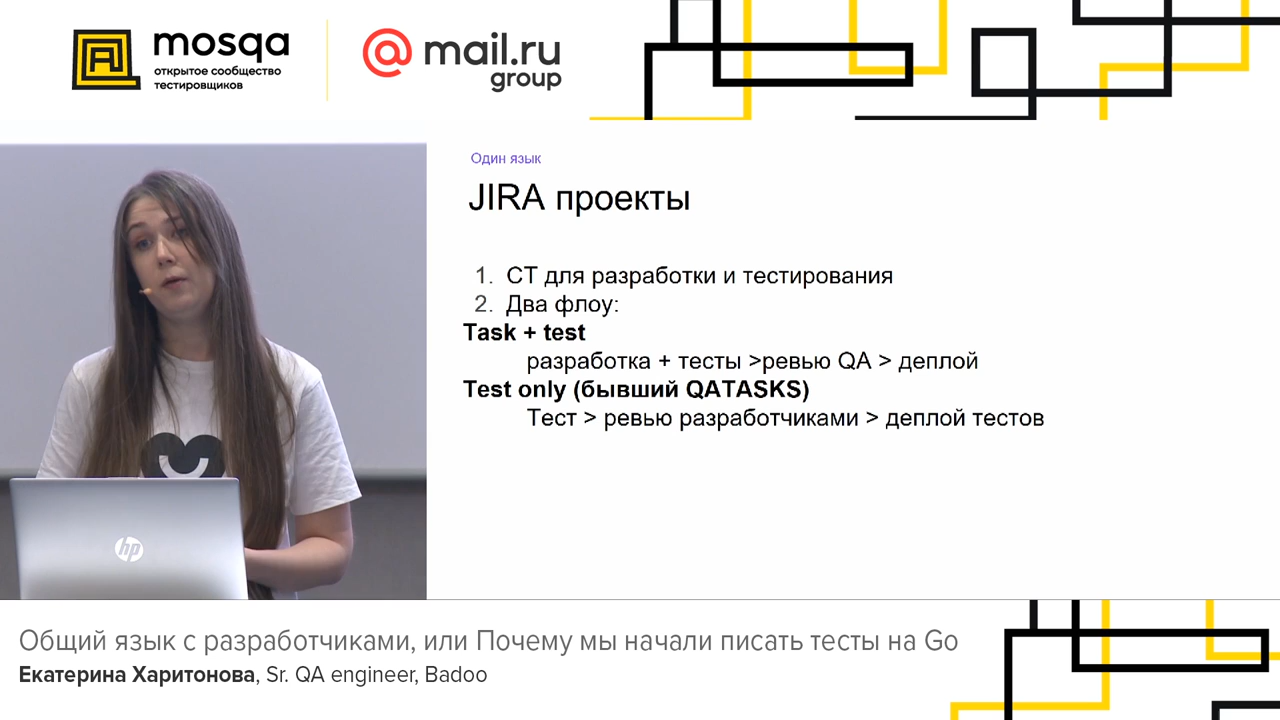 mosqa
открытое сообщество
тестировщиков
@mail.ru
group
Один язык
JIRA проекты
1. СТ для разработки и тестирования
2. Два флоу:
Task + test
разработка + тесты >ревью QA > деплой
Test only (бывший QATASKS)
Тест > ревью разработчиками > деплой тестов
hp
Общий язык с разработчиками, или Почему мы начали писать тесты на Go
Екатерина Харитонова, Sr. QA engineer, Badoo